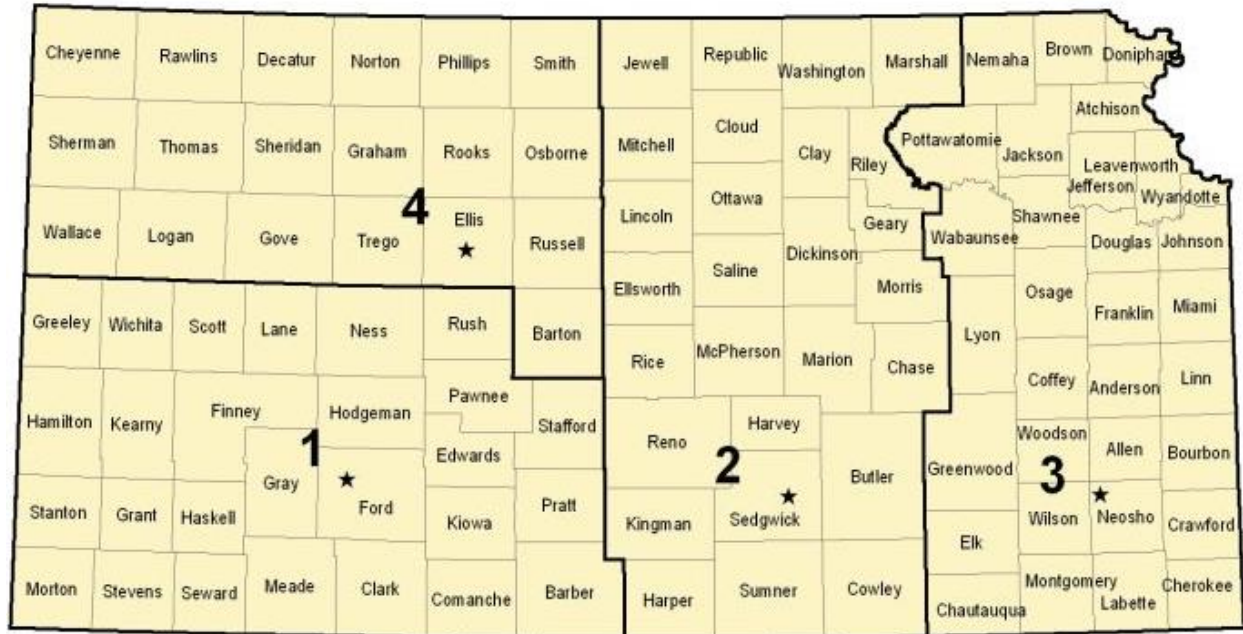 Cheyenne Rawlins Decatur Norton Phillips Smith Jewell Republic Washington Marshall Nemaha Brown Doniphan
Atchison
Sherman Thomas Sheridan Graham Rooks Osborne Mitchell Cloud Clay Riley Pottawatomie Jackson
Leavenworth
Jefferson Wyandotte
4
Wallace Logan Gove Trego Ellis Russell Lincoln Ottawa Geary Wabaunsee Shawnee Douglas Johnson
Dickinson
Ellsworth Saline Morris Osage Franklin Miami
Greeley Wichita Scott Lane Ness Rush Barton Rice McPherson Marion Chase Lyon
Coffey Anderson Linn
Hamilton Kearny Finney Hodgeman Pawnee Stafford Reno Harvey
Woodson Allen Bourbon
1 2 3
Gray Edwards Butler Greenwood
Stanton Grant Haskell Ford Kiowa Pratt Kingman Sedgwick Wilson Neosho Crawford
Elk
Morton Stevens Seward Meade Clark Comanche Barber Harper Sumner Cowley Chautauqua Montgomery Labette Cherokee